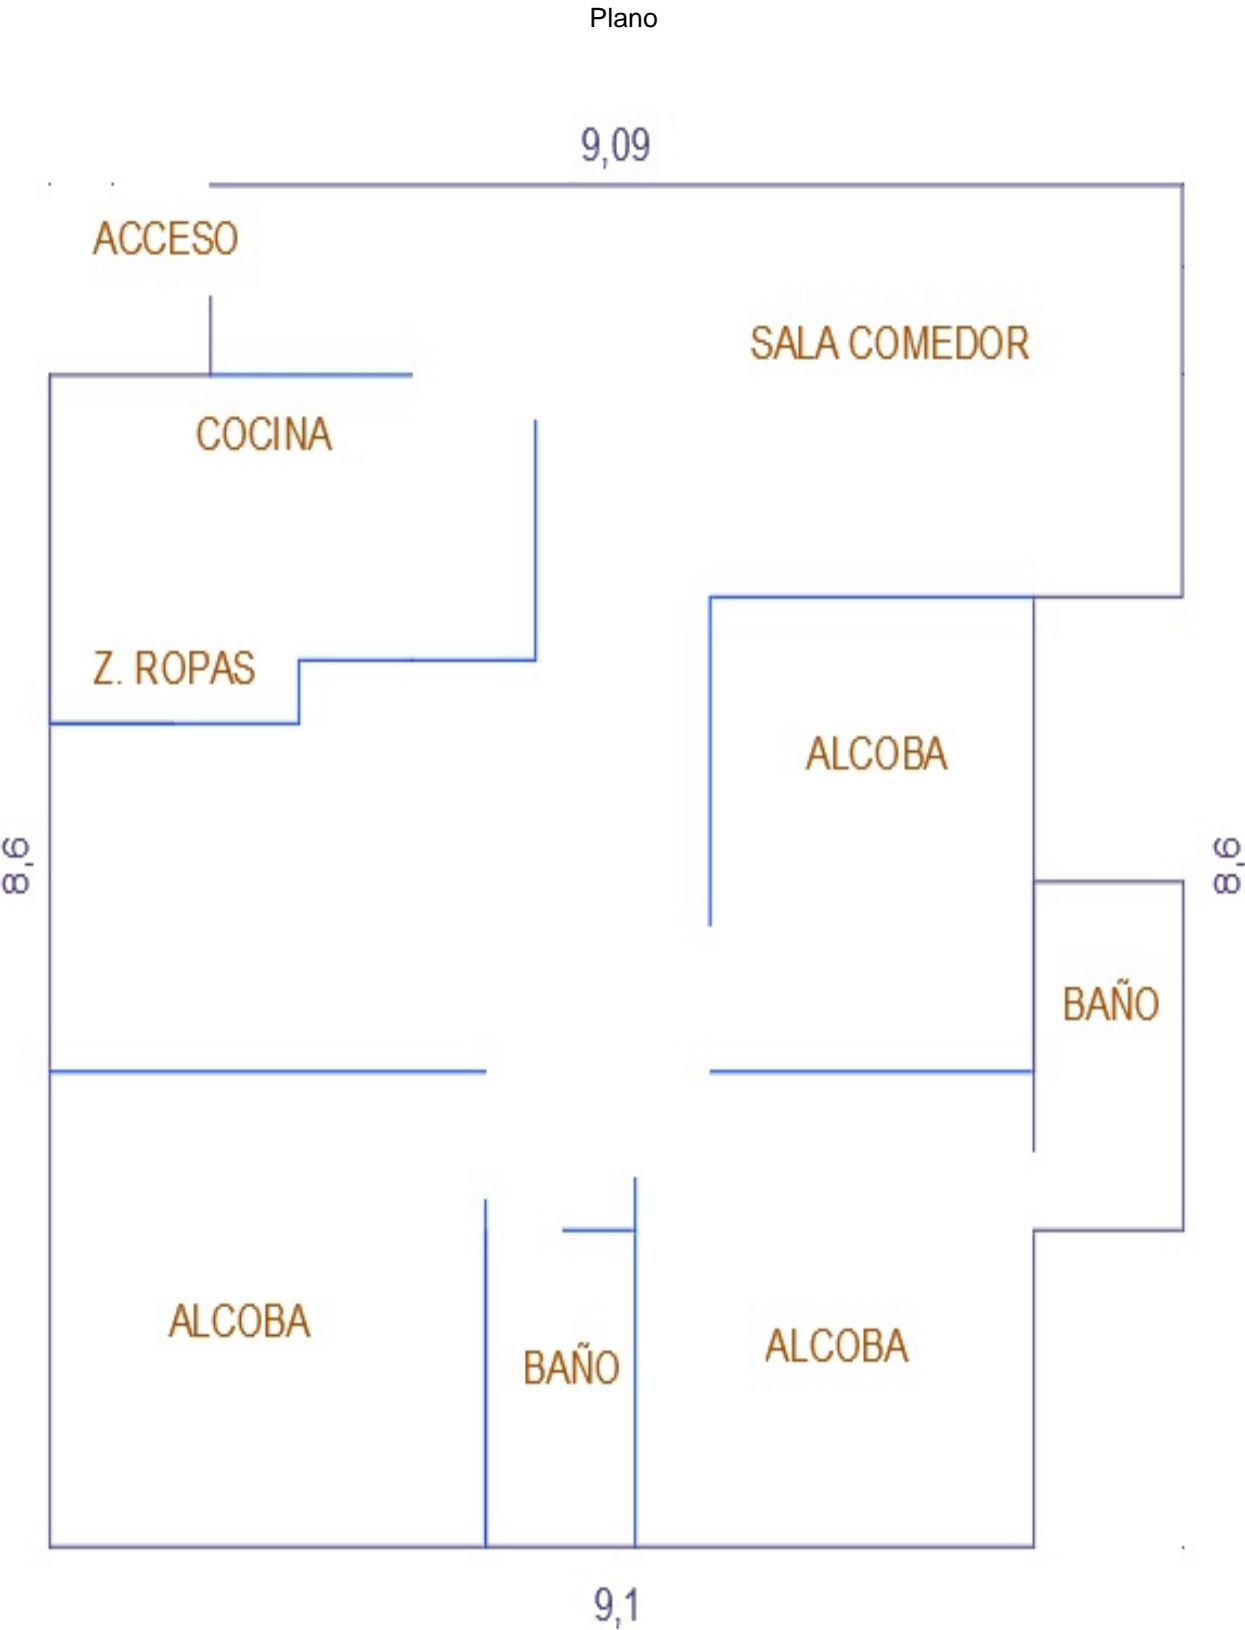 Plano
9,09
ACCESO
SALA COMEDOR
COCINA
Z. ROPAS
ALCOBA
8,6
8,6
BAÑO
ALCOBA
BAÑO
ALCOBA
9,1